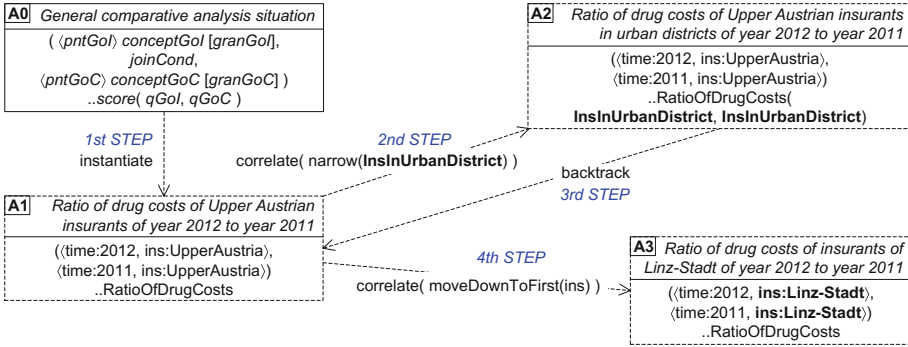 A0 General comparative analysis situation
( ⟨pntGoI⟩ conceptGoI [granGoI],
joinCond,
⟨pntGoC⟩ conceptGoC [granGoC] )
..score( qGoI, qGoC )
1st STEP
instantiate
2nd STEP
correlate( narrow(InsInUrbanDistrict) )
A2 Ratio of drug costs of Upper Austrian insurants
in urban districts of year 2012 to year 2011
(⟨time:2012, ins:UpperAustria⟩,
⟨time:2011, ins:UpperAustria⟩)
..RatioOfDrugCosts(
InsInUrbanDistrict, InsInUrbanDistrict)
backtrack
3rd STEP
A1 Ratio of drug costs of Upper Austrian
insurants of year 2012 to year 2011
(⟨time:2012, ins:UpperAustria⟩,
⟨time:2011, ins:UpperAustria⟩)
..RatioOfDrugCosts
4th STEP
correlate( moveDownToFirst(ins) )
A3 Ratio of drug costs of insurants of
Linz-Stadt of year 2012 to year 2011
(⟨time:2012, ins:Linz-Stadt⟩,
⟨time:2011, ins:Linz-Stadt⟩)
..RatioOfDrugCosts